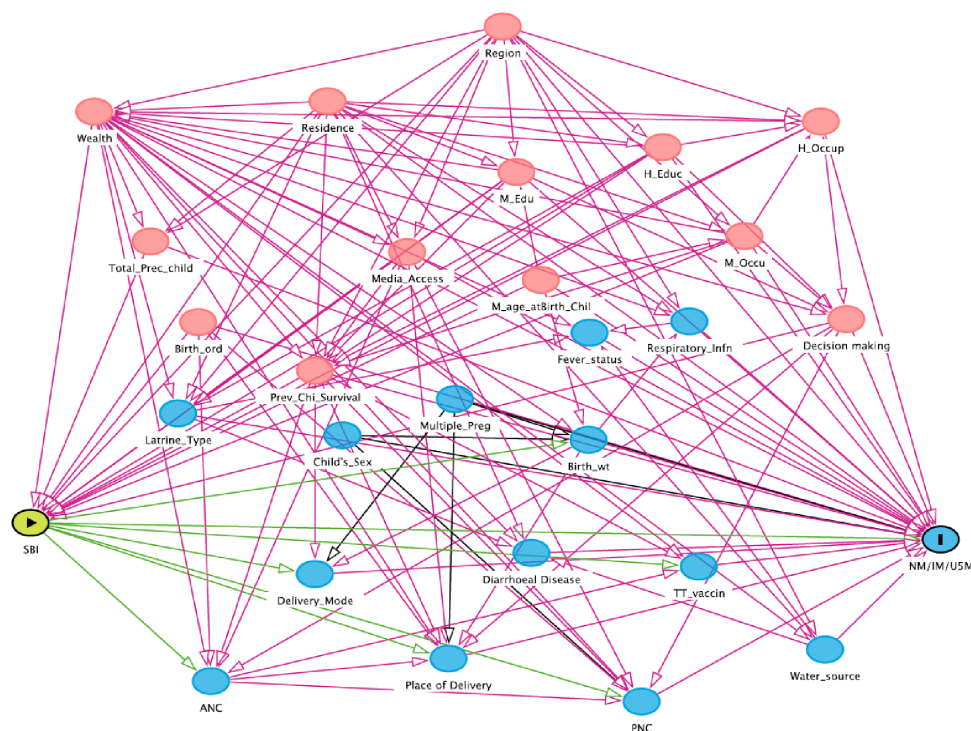 Region
Wealth
Residence
H_Occup
H_Educ
M_Edu
Total_Prec_child
Media_Access
M_Occu
M_age_atBirth_Chil
Birth_ord
Fever_status
Respiratory_Infn
Decision making
Prev_Chi_Survival
Latrine_Type
Multiple_Preg
Child's_Sex
Birth_wt
SBI
NM/IM/U5M
Delivery_Mode
Diarrhoeal Disease
TT_vaccin
Place of Delivery
Water_source
ANC
PNC